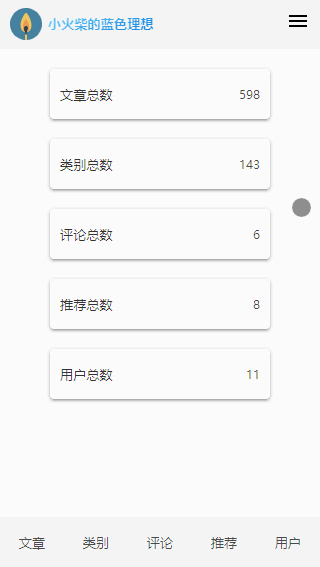 小火柴的蓝色理想
文章总数 598
类别总数 143
评论总数 6
推荐总数 8
用户总数 11
文章 类别 评论 推荐 用户